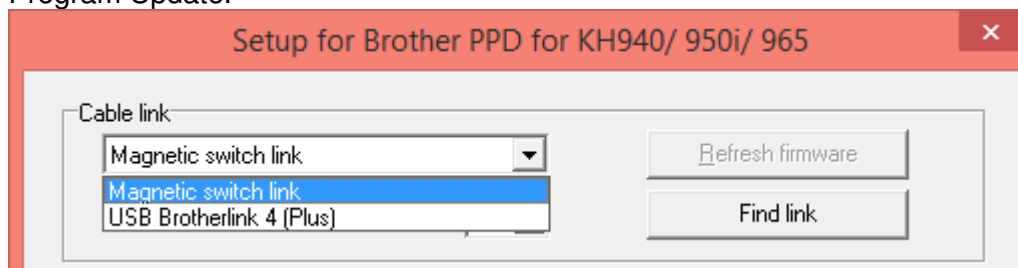 Program Update.
Setup for Brother PPD for KH940/ 950i/ 965
Cable link
Magnetic switch link
Refresh firmware
Magnetic switch link
USB Brotherlink 4 (Plus)
Find link